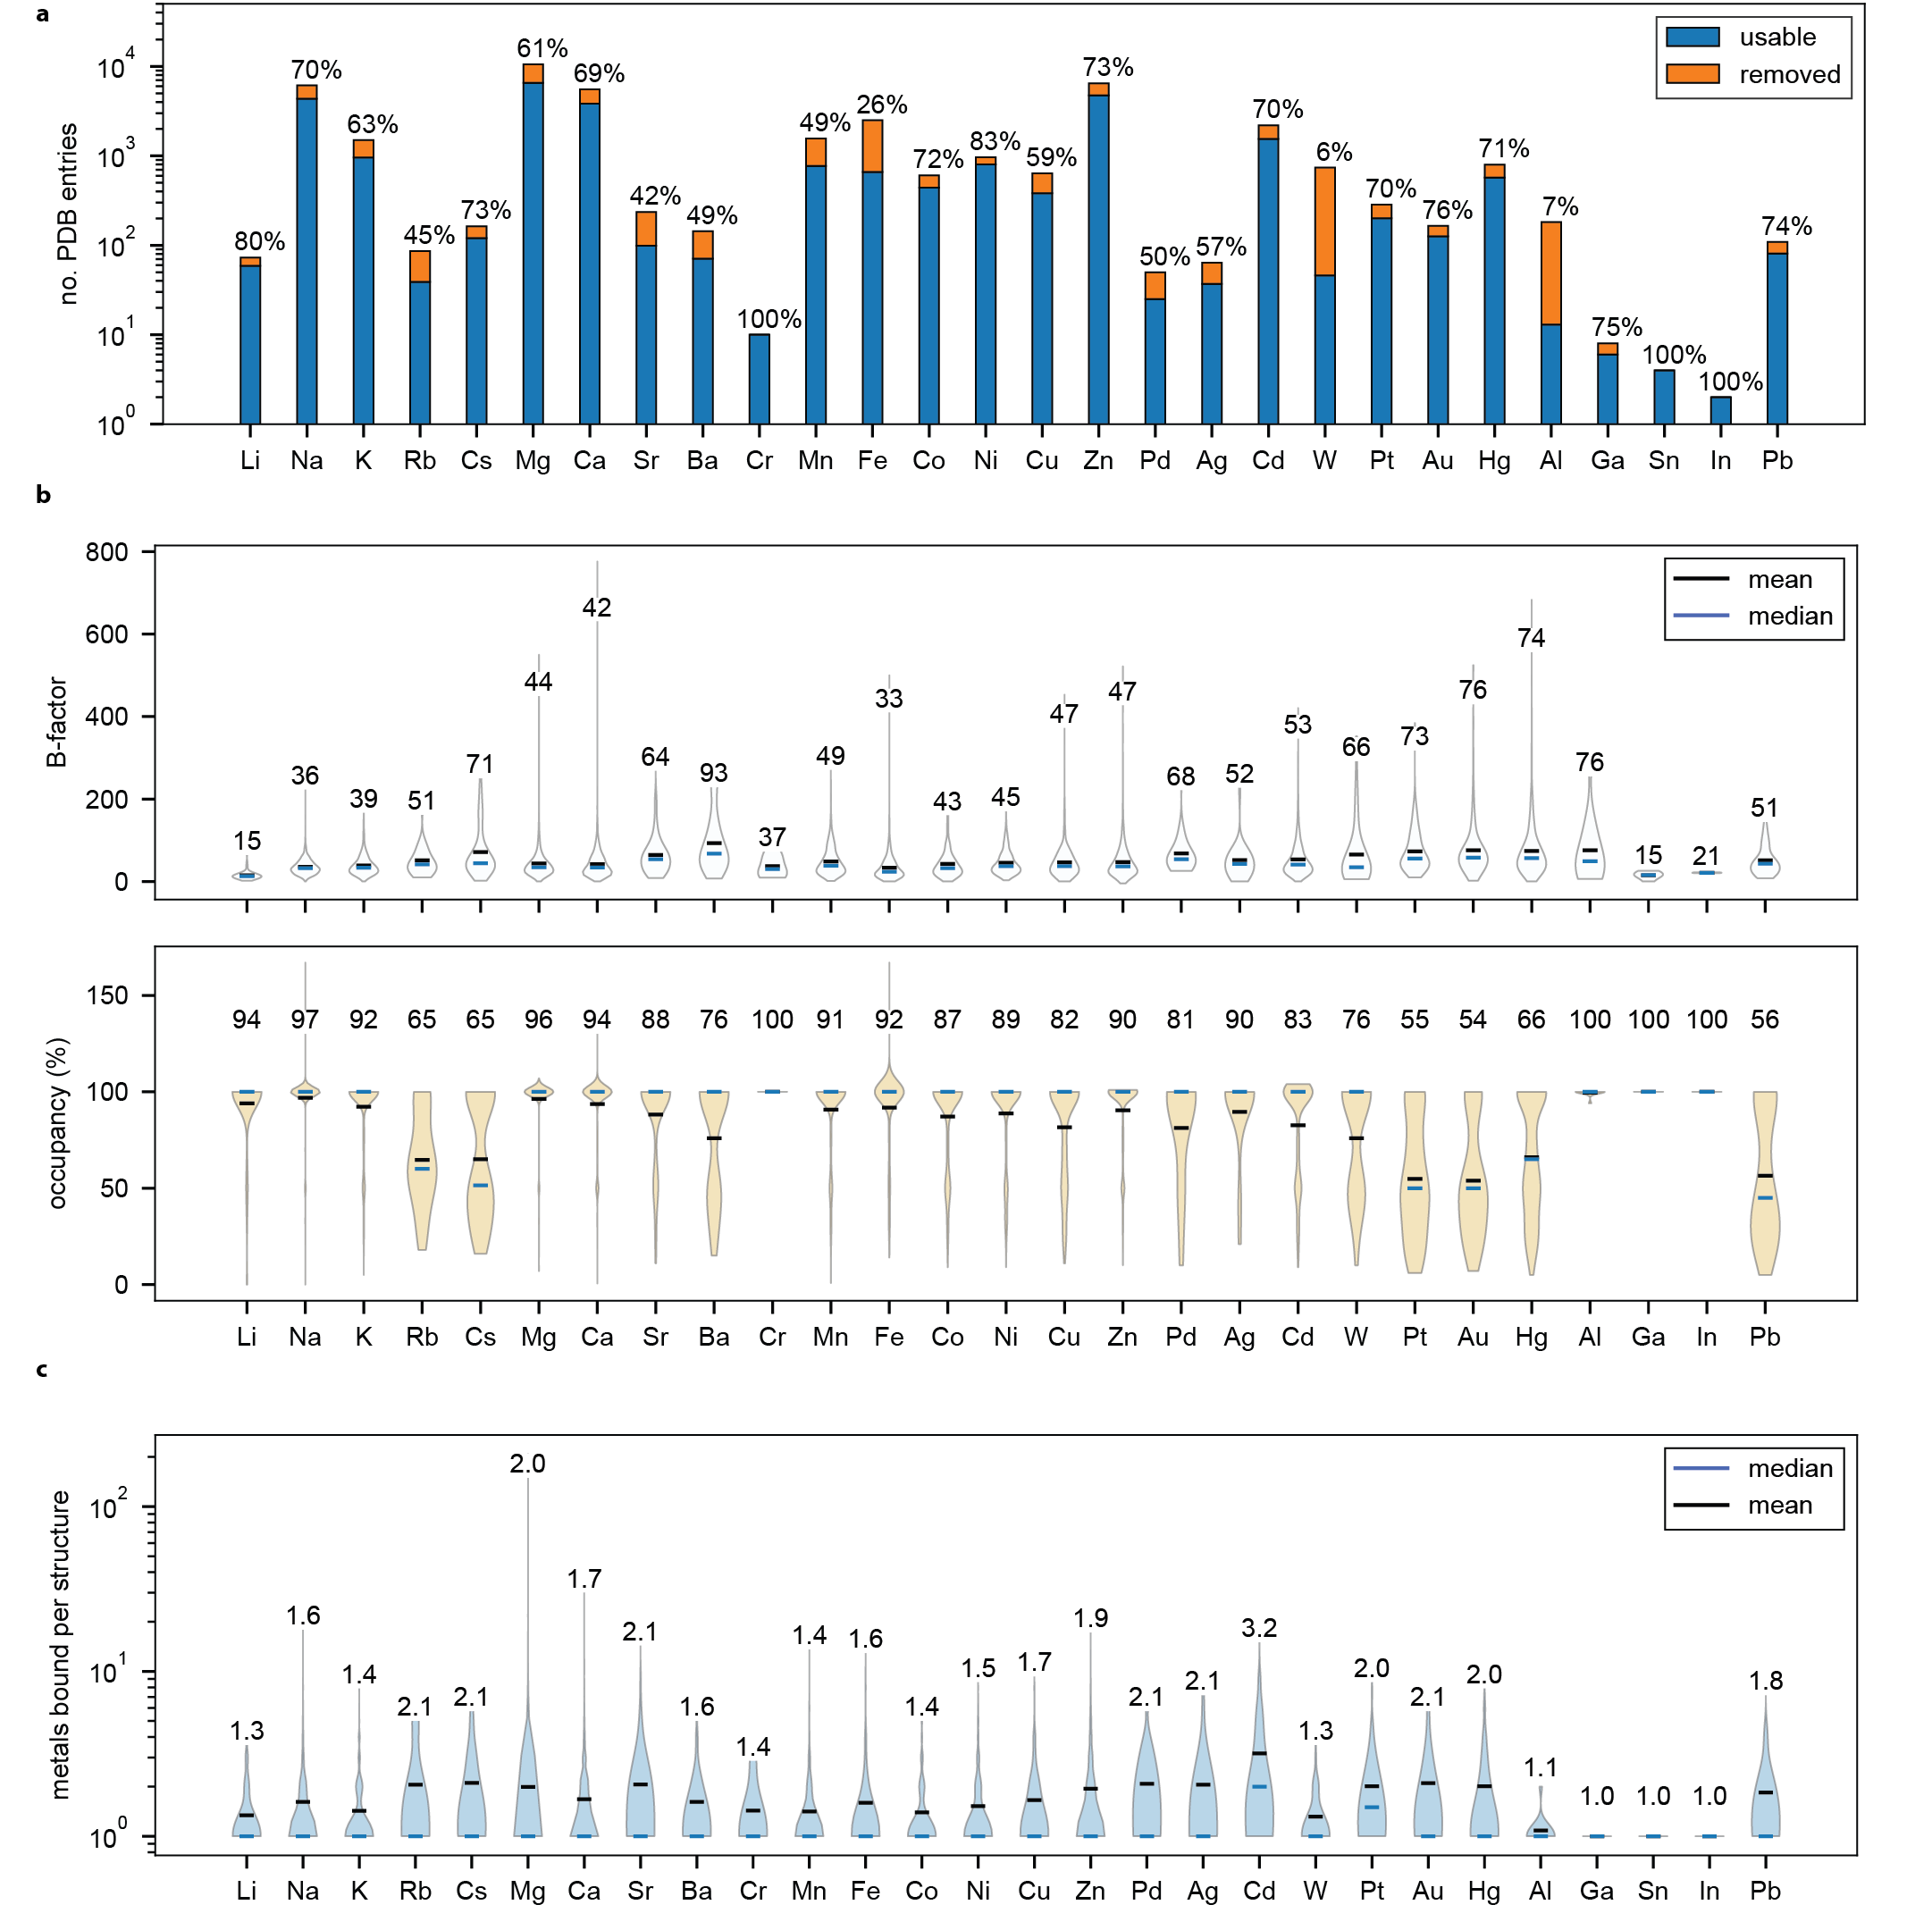 a
no. PDB entries
10^4
10^3
10^2
10^1
10^0
usable
removed
80% 70% 63% 45% 73% 61% 69% 42% 49% 100% 49% 26% 72% 83% 59% 73% 50% 57% 70% 6% 70% 76% 71% 7% 75% 100% 100% 74%
Li Na K Rb Cs Mg Ca Sr Ba Cr Mn Fe Co Ni Cu Zn Pd Ag Cd W Pt Au Hg Al Ga Sn In Pb
b
B-factor
800
600
400
200
0
mean
median
15 36 39 51 71 44 42 64 93 37 49 33 43 45 47 47 68 52 53 66 73 76 74 76 15 21 51
occupancy (%)
150
100
50
0
94 97 92 65 65 96 94 88 76 100 91 92 87 89 82 90 81 90 83 76 55 54 66 100 100 100 56
Li Na K Rb Cs Mg Ca Sr Ba Cr Mn Fe Co Ni Cu Zn Pd Ag Cd W Pt Au Hg Al Ga In Pb
c
metals bound per structure
10^2
10^1
10^0
median
mean
1.3 1.6 1.4 2.1 2.1 2.0 1.7 2.1 1.6 1.4 1.4 1.6 1.4 1.5 1.7 1.9 2.1 2.1 3.2 1.3 2.0 2.1 2.0 1.1 1.0 1.0 1.0 1.8
Li Na K Rb Cs Mg Ca Sr Ba Cr Mn Fe Co Ni Cu Zn Pd Ag Cd W Pt Au Hg Al Ga Sn In Pb